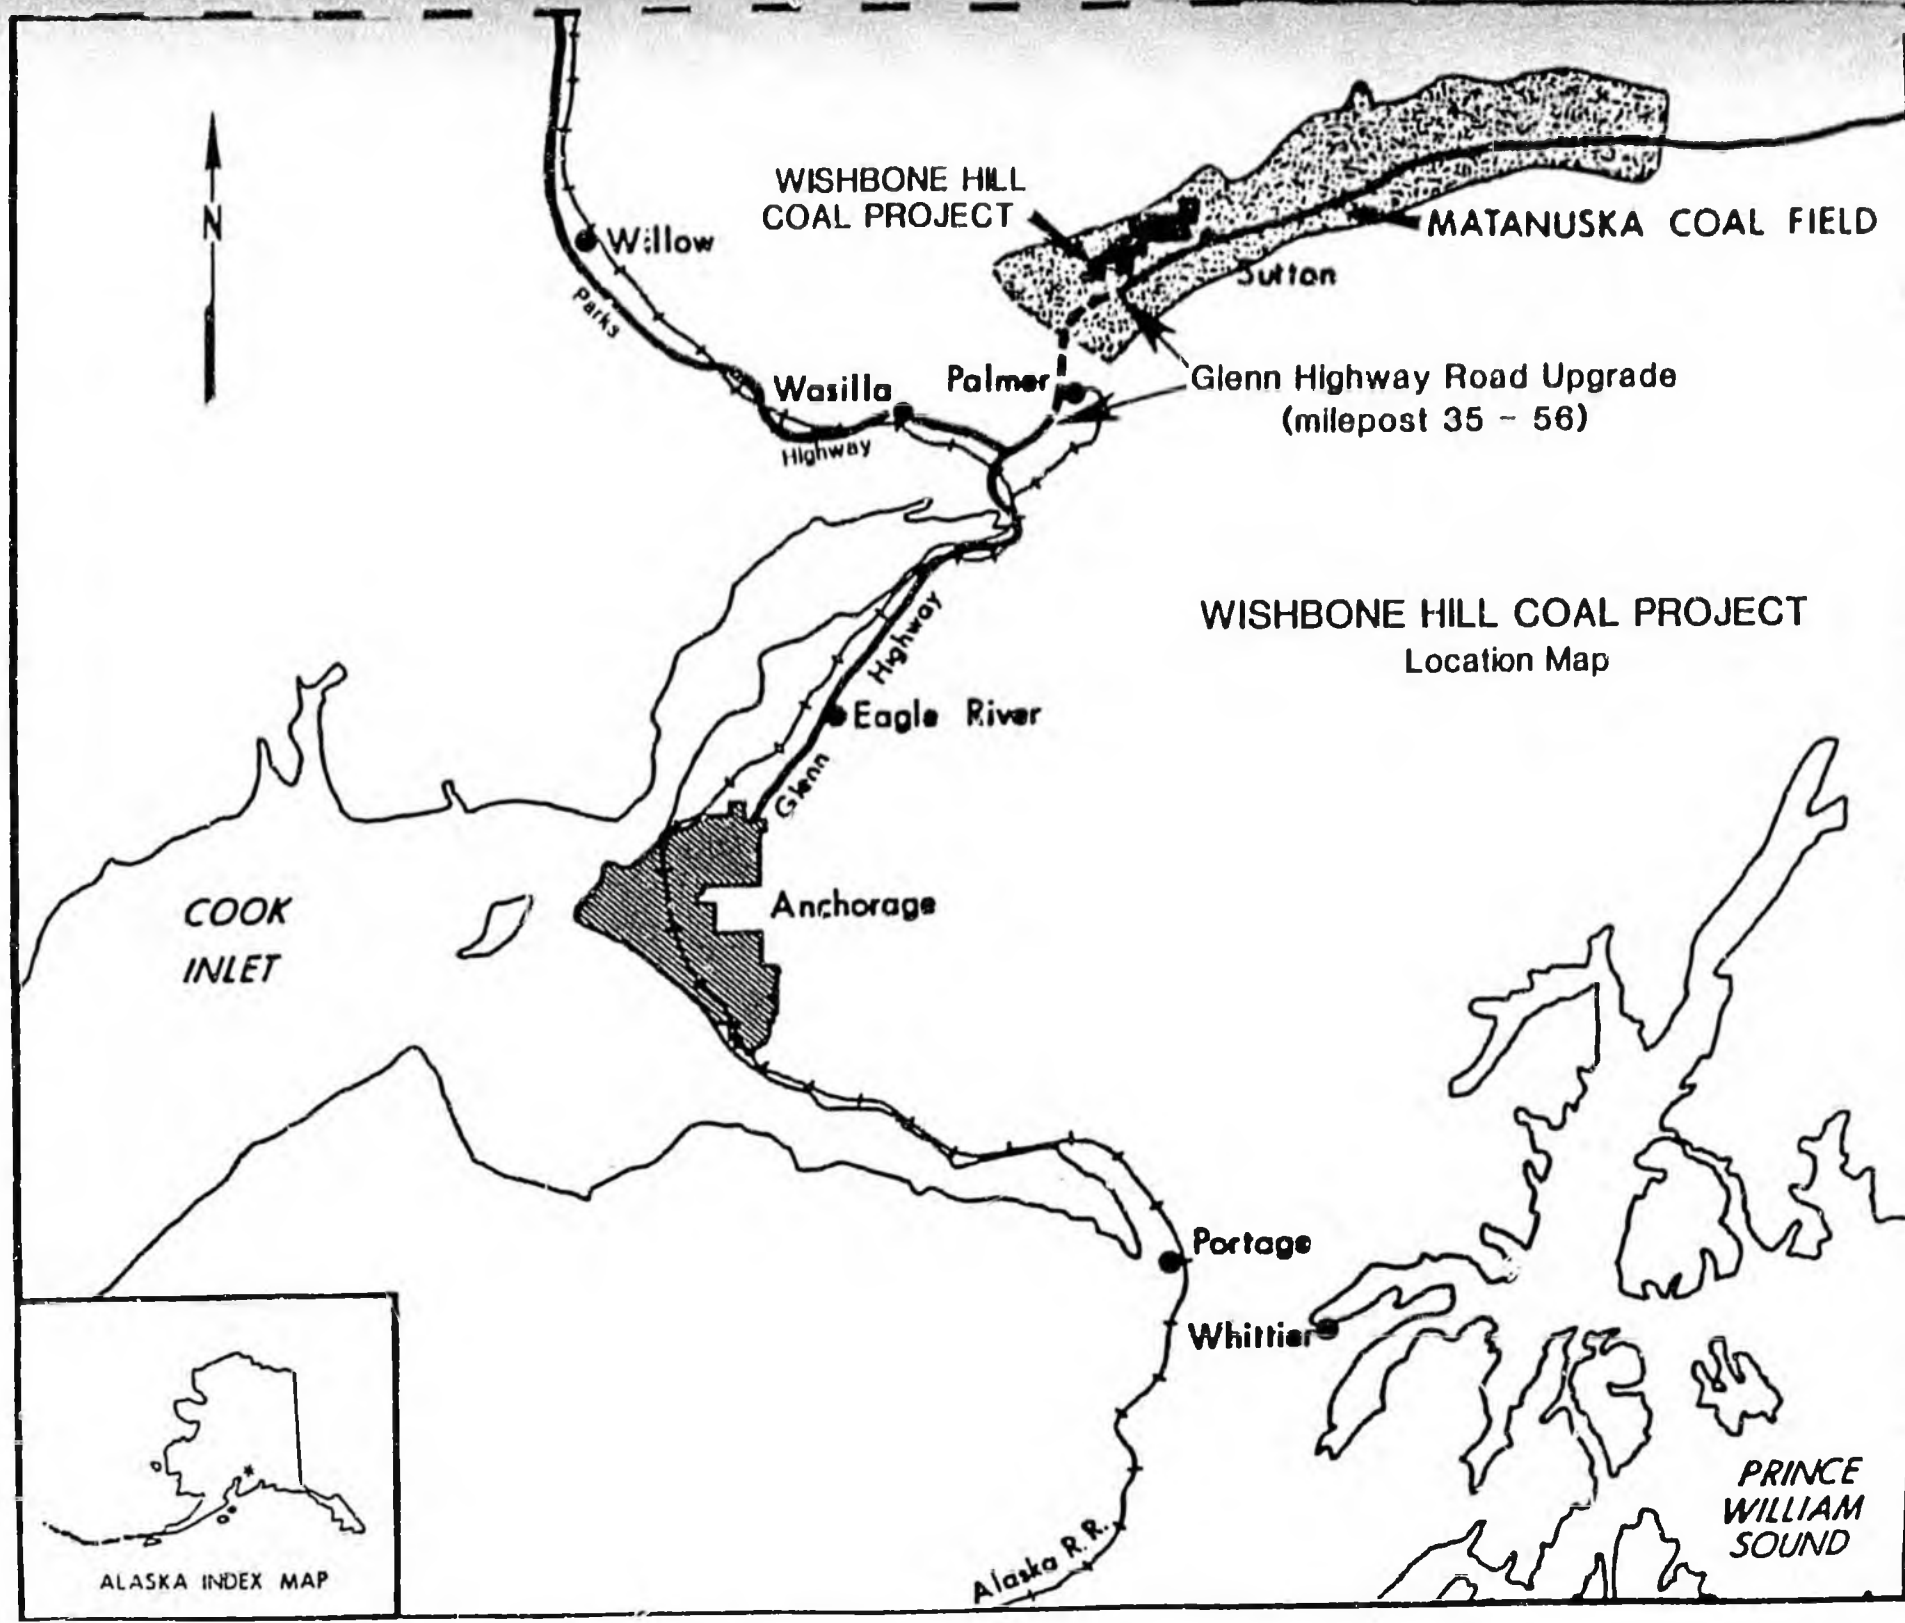 N
WISHBONE HILL
COAL PROJECT
MATANUSKA COAL FIELD
Willow
Sutton
Parks
Wasilla
Palmer
Glenn Highway Road Upgrade
(milepost 35 - 56)
Highway
WISHBONE HILL COAL PROJECT
Location Map
Highway
Eagle River
Glenn
Anchorage
COOK
INLET
Portage
Whittier
PRINCE
WILLIAM
SOUND
Alaska R.R.
ALASKA INDEX MAP